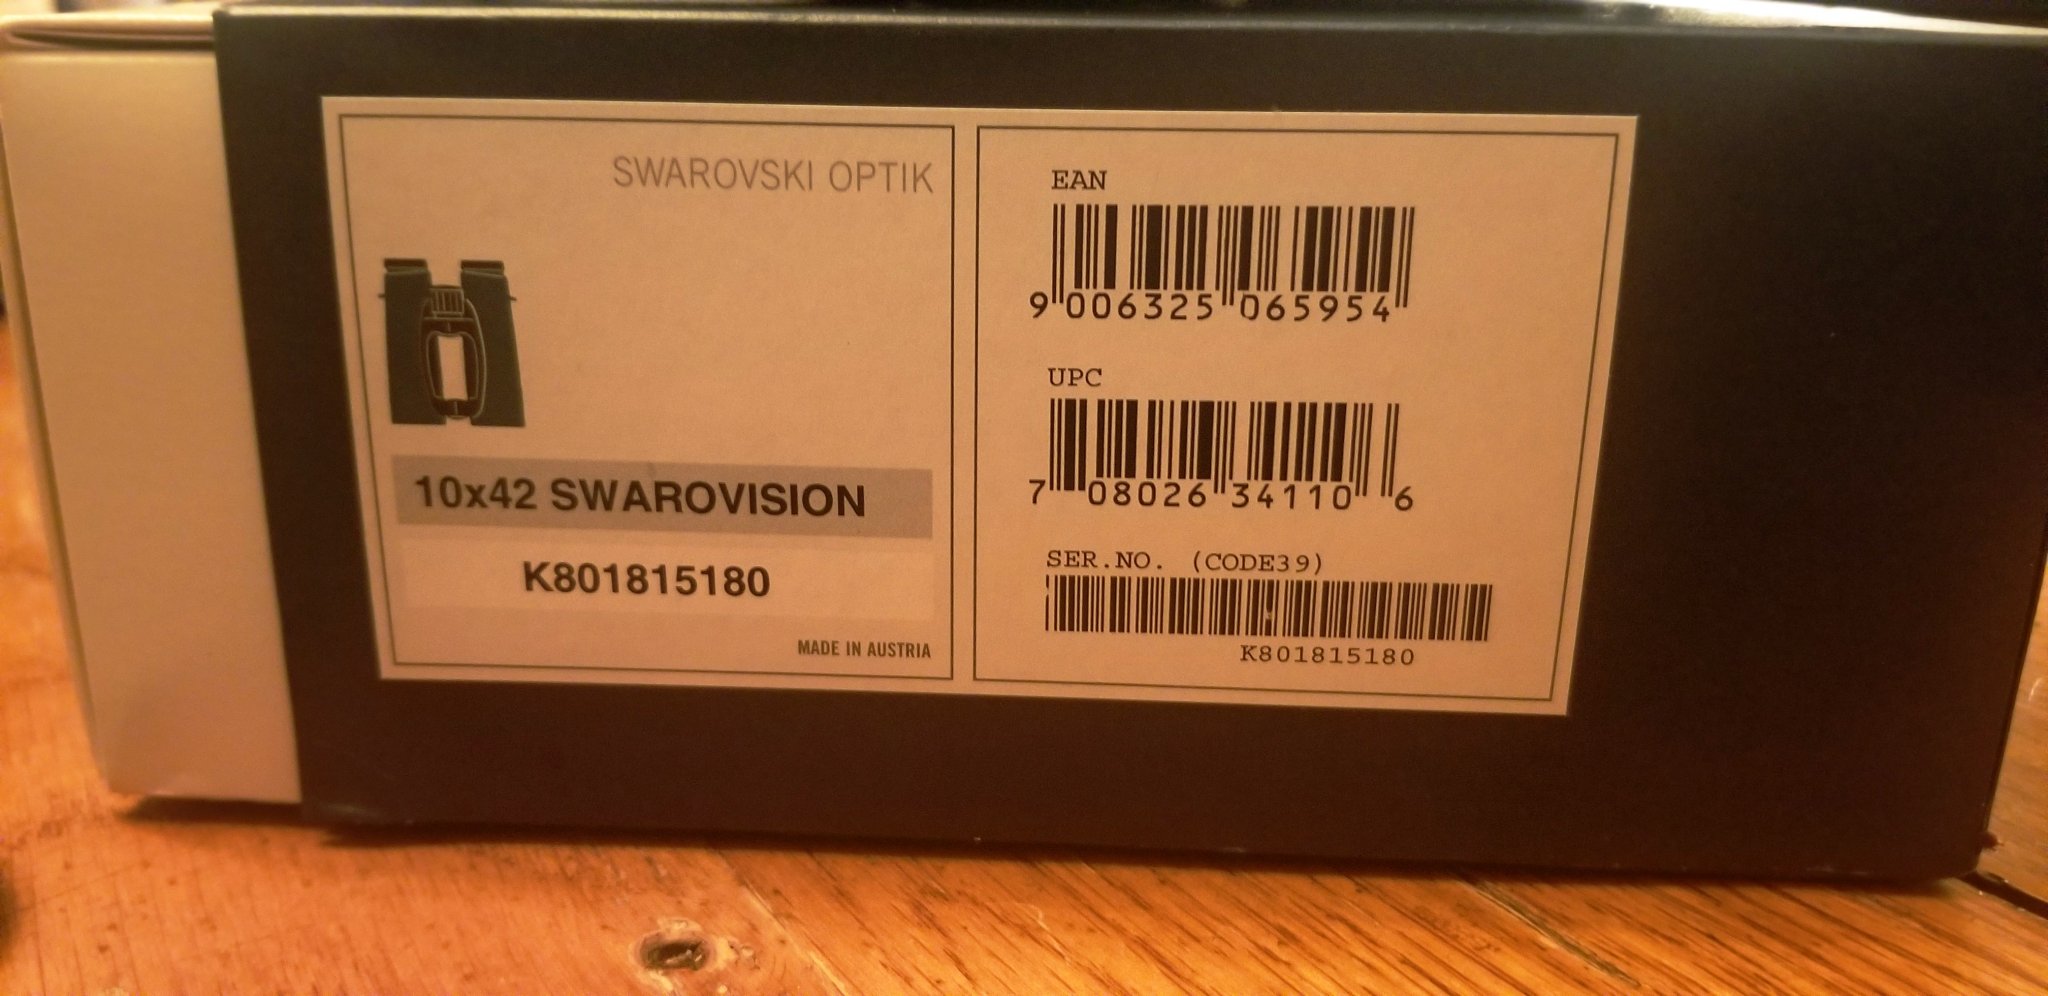 SWAROVSKI OPTIK
10x42 SWAROVISION
K801815180
MADE IN AUSTRIA
EAN
9 006325 065954
UPC
7 08026 34110 6
SER.NO. (CODE39)
K801815180